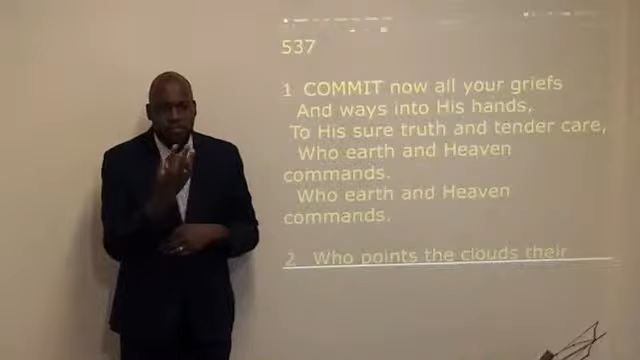 537
1 COMMIT now all your griefs
And ways into His hands,
To His sure truth and tender care,
Who earth and Heaven
commands.
Who earth and Heaven
commands.
2 Who points the clouds their